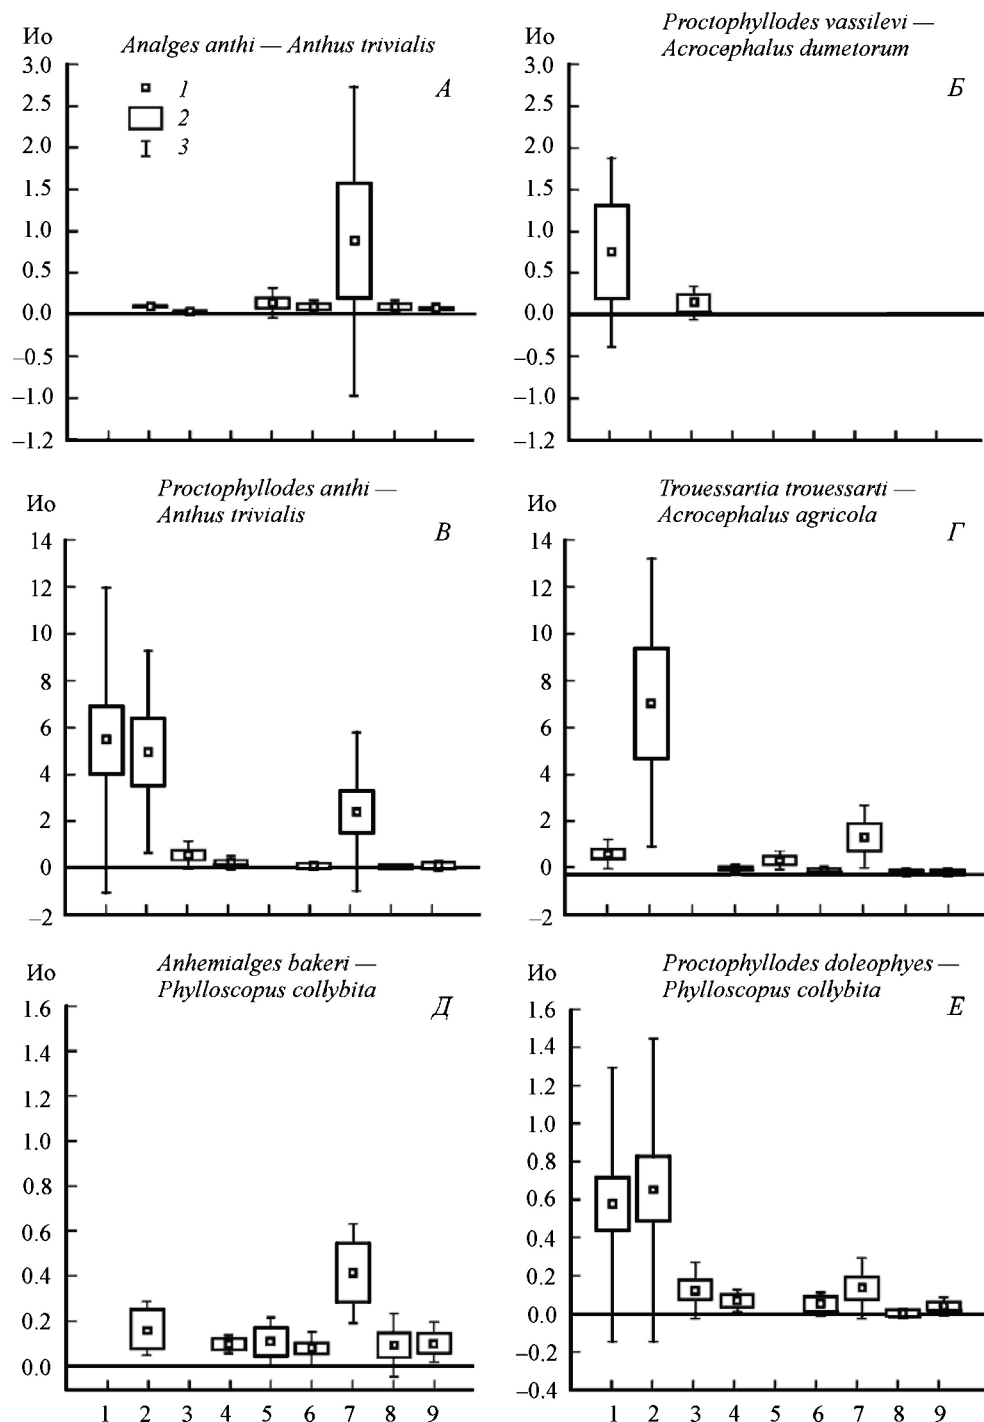 Ио
Analges anthi — Anthus trivialis
А
3.0
2.5
2.0
1.5
1.0
0.5
0.0
–0.5
–1.0
–1.2
1
2
3
Ио
Proctophyllodes vassilevi —
Acrocephalus dumetorum
Б
3.0
2.5
2.0
1.5
1.0
0.5
0.0
–0.5
–1.0
–1.2
Ио
Proctophyllodes anthi —
Anthus trivialis
В
14
12
10
8
6
4
2
0
–2
Ио
Trouessartia trouessarti —
Acrocephalus agricola
Г
14
12
10
8
6
4
2
0
–2
Ио
Anhemialges bakeri —
Phylloscopus collybita
Д
1.6
1.4
1.2
1.0
0.8
0.6
0.4
0.2
0.0
1 2 3 4 5 6 7 8 9
Ио
Proctophyllodes doleophyes —
Phylloscopus collybita
Е
1.6
1.4
1.2
1.0
0.8
0.6
0.4
0.2
0.0
–0.2
–0.4
1 2 3 4 5 6 7 8 9